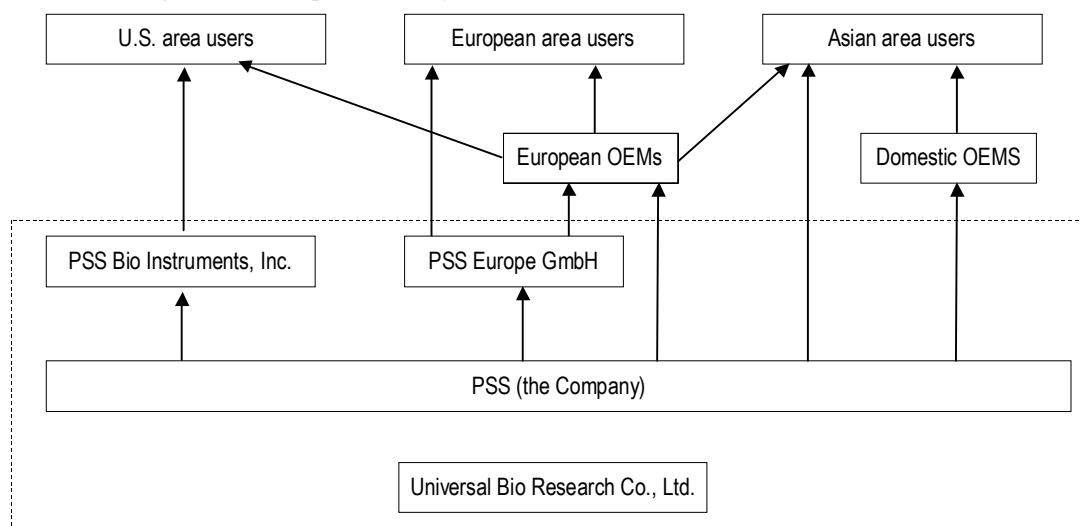 U.S. area users
European area users
Asian area users
European OEMs
Domestic OEMS
PSS Bio Instruments, Inc.
PSS Europe GmbH
PSS (the Company)
Universal Bio Research Co., Ltd.